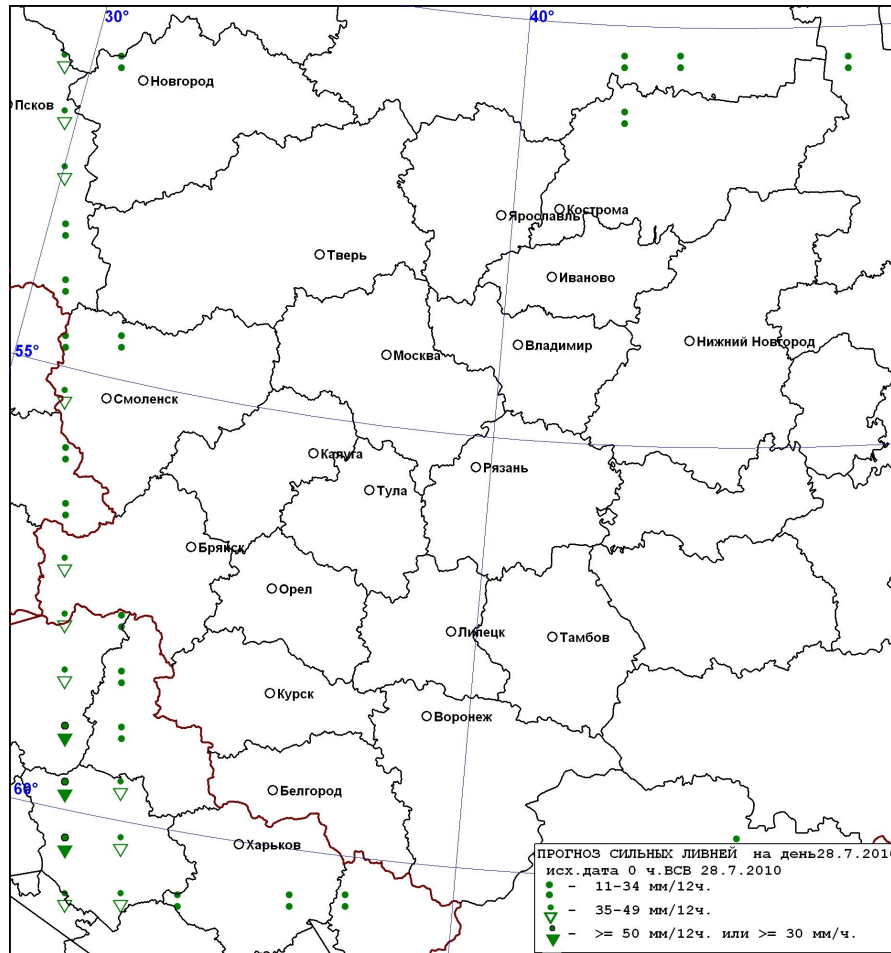 30°
40°
Новгород
Псков
Кострома
Ярославль
Тверь
Иваново
Нижний Новгород
Владимир
55°
Москва
Смоленск
Калуга
Рязань
Тула
Брянск
Орел
Липецк
Тамбов
Курск
Воронеж
60°
Белгород
Харьков
ПРОГНОЗ СИЛЬНЫХ ЛИВНЕЙ на день28.7.2010
исх.дата 0 ч.ВСВ 28.7.2010
- 11-34 мм/12ч.
- 35-49 мм/12ч.
- >= 50 мм/12ч. или >= 30 мм/ч.